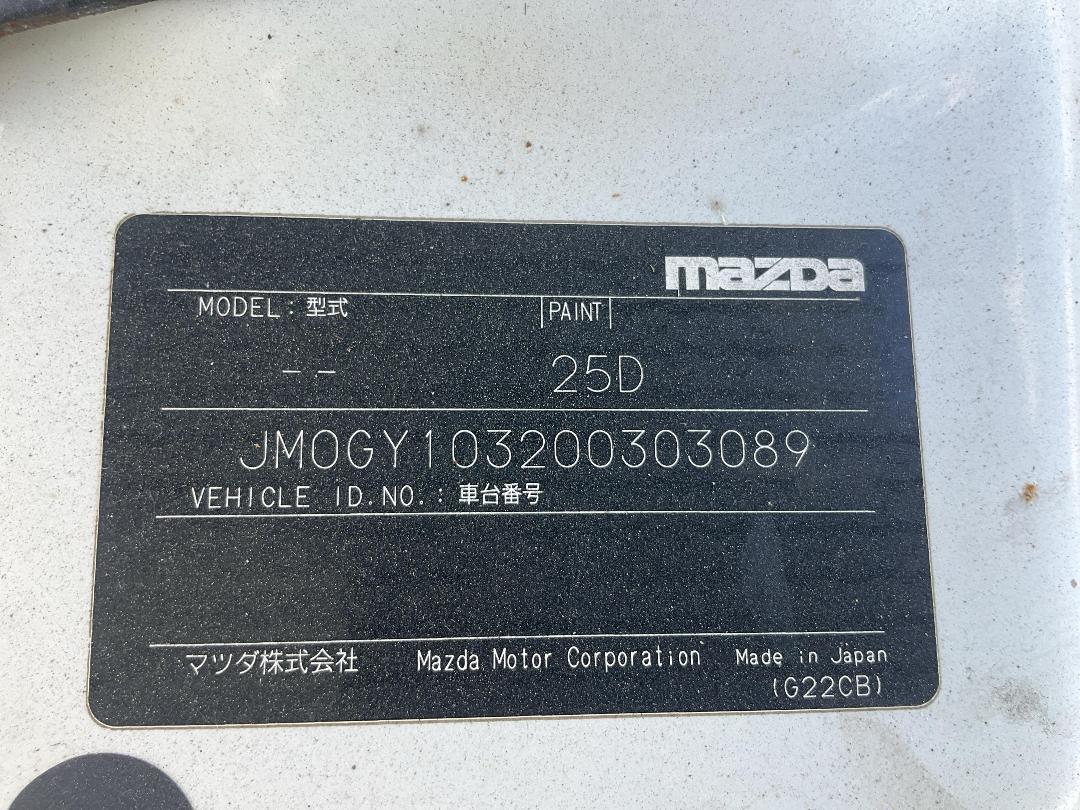 mazda
MODEL : 型式 PAINT
-- 25D
JM0GY103200303089
VEHICLE ID.NO. : 車台番号
マツダ株式会社 Mazda Motor Corporation Made in Japan
(G22CB)